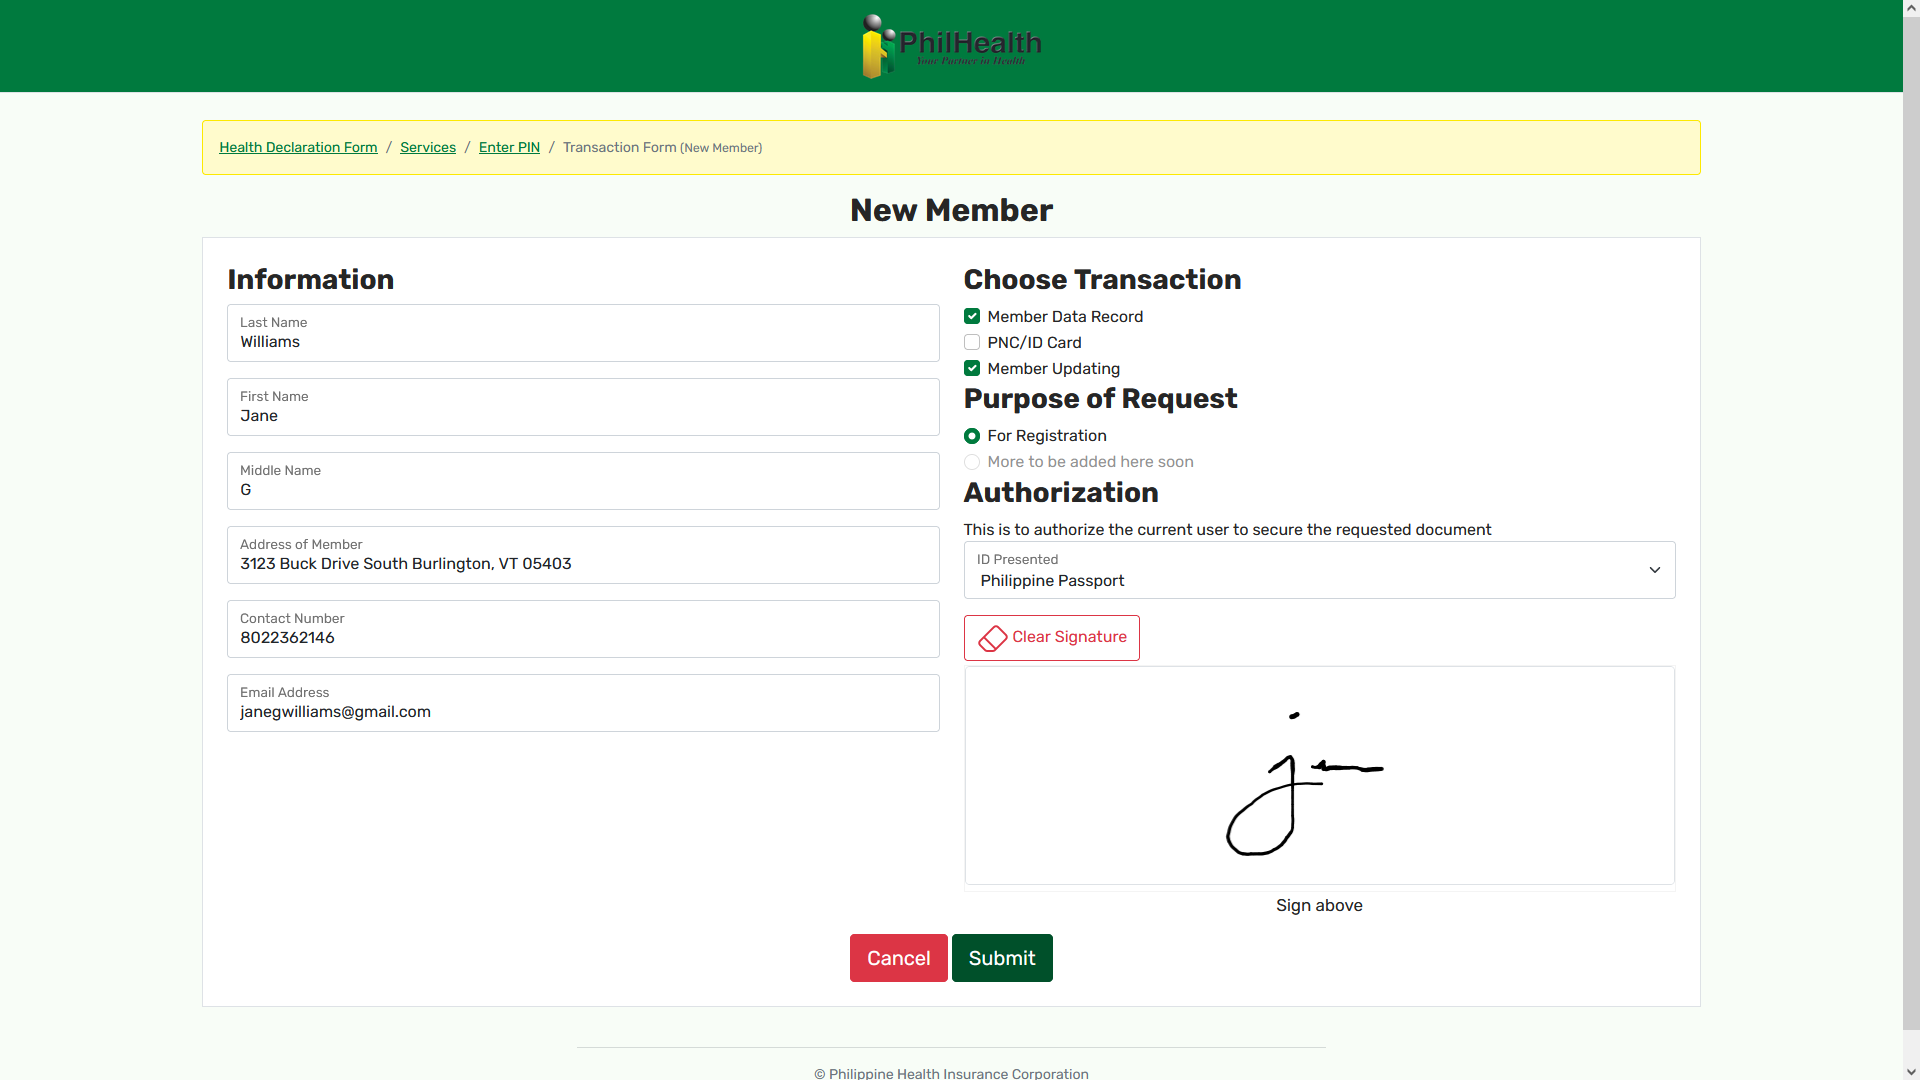 PhilHealth
Your Partner in Health
Health Declaration Form / Services / Enter PIN / Transaction Form (New Member)
New Member
Information
Last Name
Williams
First Name
Jane
Middle Name
G
Address of Member
3123 Buck Drive South Burlington, VT 05403
Contact Number
8022362146
Email Address
janegwilliams@gmail.com
Choose Transaction
Member Data Record
PNC/ID Card
Member Updating
Purpose of Request
For Registration
More to be added here soon
Authorization
This is to authorize the current user to secure the requested document
ID Presented
Philippine Passport
Clear Signature
Sign above
Cancel Submit
© Philippine Health Insurance Corporation